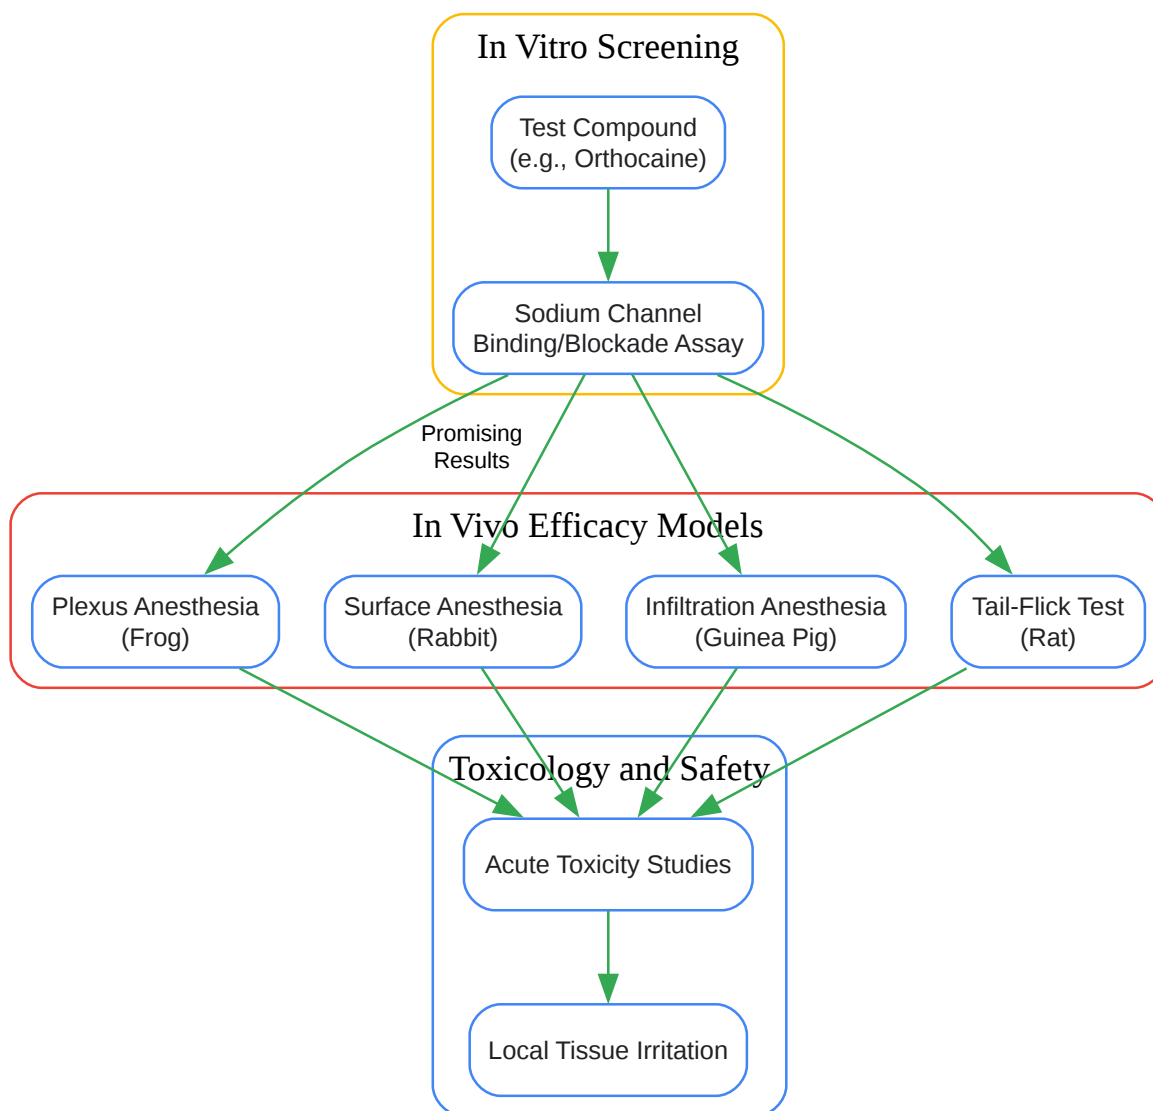 In Vitro Screening
Test Compound
(e.g., Orthocaine)
Sodium Channel
Binding/Blockade Assay
Promising
Results
In Vivo Efficacy Models
Plexus Anesthesia
(Frog)
Surface Anesthesia
(Rabbit)
Infiltration Anesthesia
(Guinea Pig)
Tail-Flick Test
(Rat)
Toxicology and Safety
Acute Toxicity Studies
Local Tissue Irritation